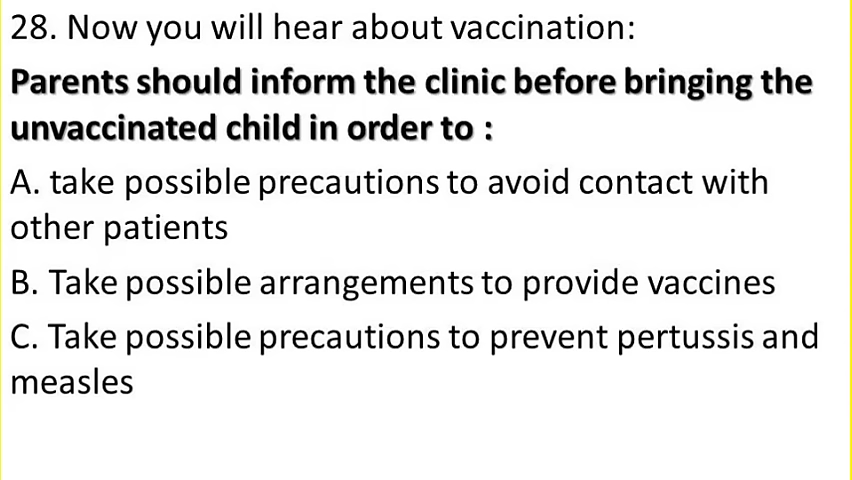 28. Now you will hear about vaccination:
Parents should inform the clinic before bringing the
unvaccinated child in order to :
A. take possible precautions to avoid contact with
other patients
B. Take possible arrangements to provide vaccines
C. Take possible precautions to prevent pertussis and
measles